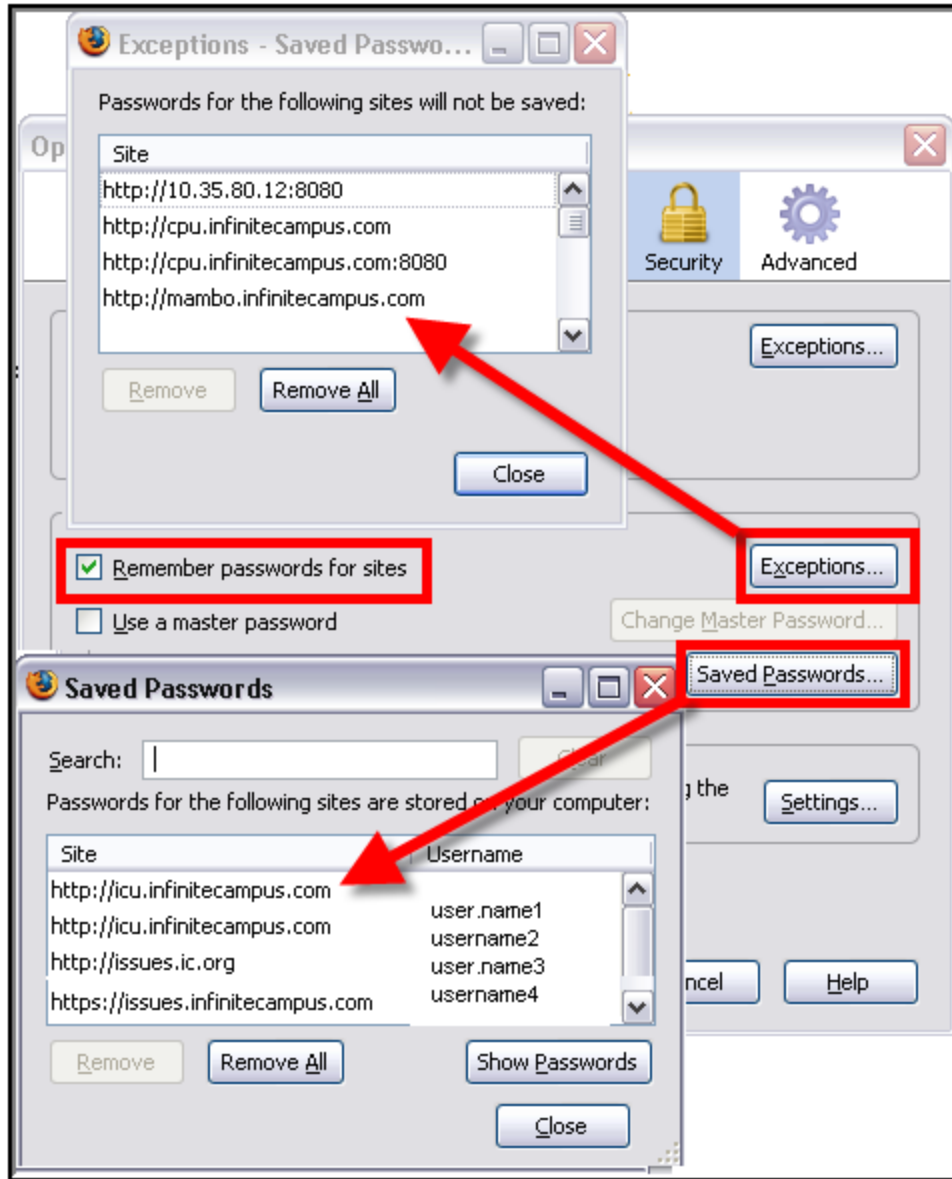 Exceptions - Saved Passwo...
Passwords for the following sites will not be saved:
Site
http://10.35.80.12:8080
http://cpu.infinitecampus.com
http://cpu.infinitecampus.com:8080
http://mambo.infinitecampus.com
Remove
Remove All
Close
Op
Security
Advanced
Exceptions...
Remember passwords for sites
Exceptions...
Use a master password
Change Master Password...
Saved Passwords...
Saved Passwords
Search:
Clear
Passwords for the following sites are stored on your computer:
Site
Username
http://icu.infinitecampus.com
http://icu.infinitecampus.com
http://issues.ic.org
https://issues.infinitecampus.com
user.name1
username2
user.name3
username4
Remove
Remove All
Show Passwords
Close
g the
Settings...
ncel
Help